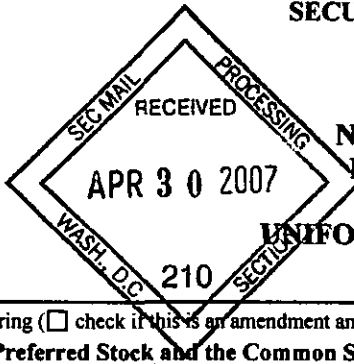 SECU
SEC MAIL
PROCESSING
RECEIVED
N
APR 3 0 2007
WASH., D.C.
SECTION
UNIFO
210
ring (☐ check if this is an amendment an
Preferred Stock and the Common S